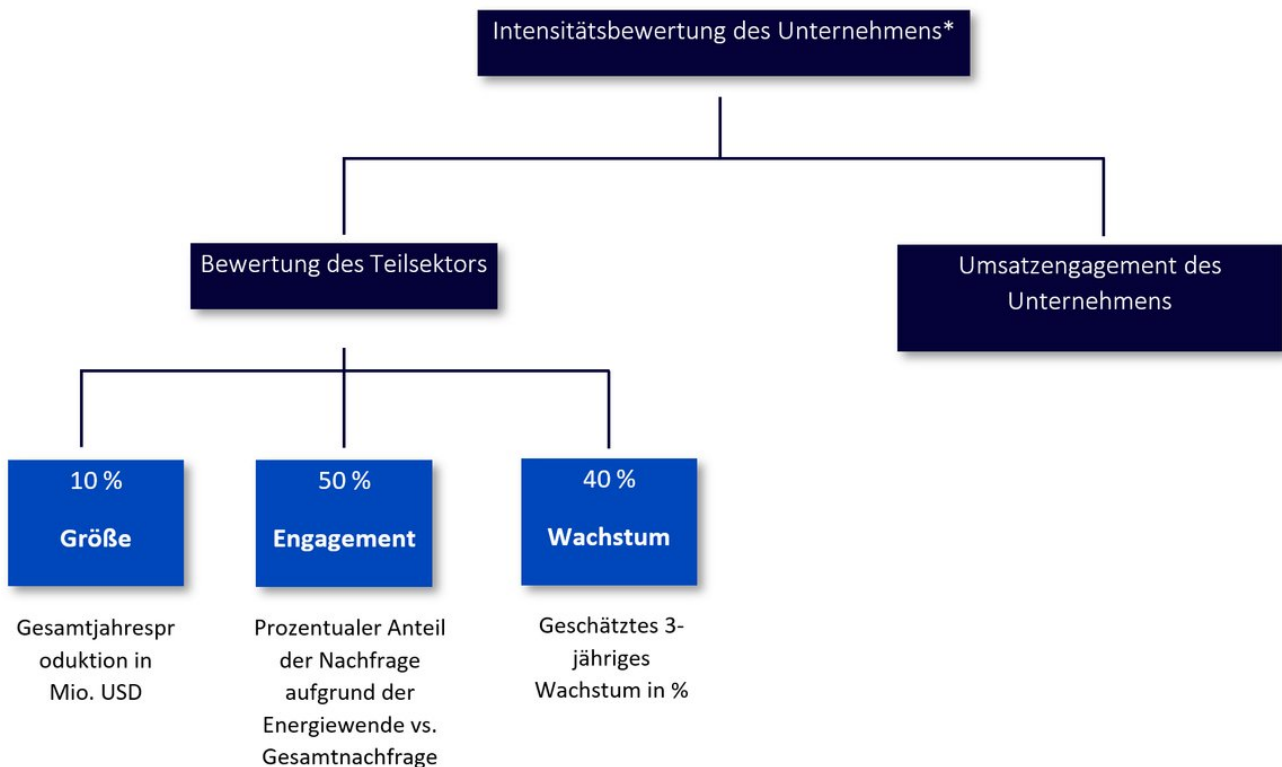 Intensitätsbewertung des Unternehmens*
Bewertung des Teilsektors
Umsatzengagement des
Unternehmens
10 %
Größe
50 %
Engagement
40 %
Wachstum
Gesamtjahrespr
oduktion in
Mio. USD
Prozentualer Anteil
der Nachfrage
aufgrund der
Energiewende vs.
Gesamtnachfrage
Geschätztes 3-
jähriges
Wachstum in %